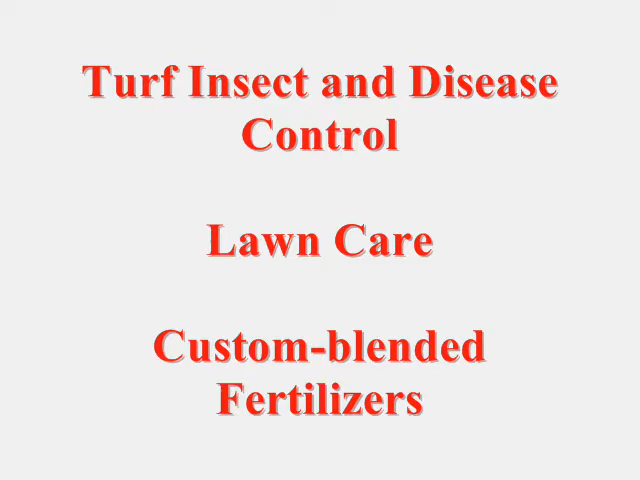 Turf Insect and Disease
Control
Lawn Care
Custom-blended
Fertilizers